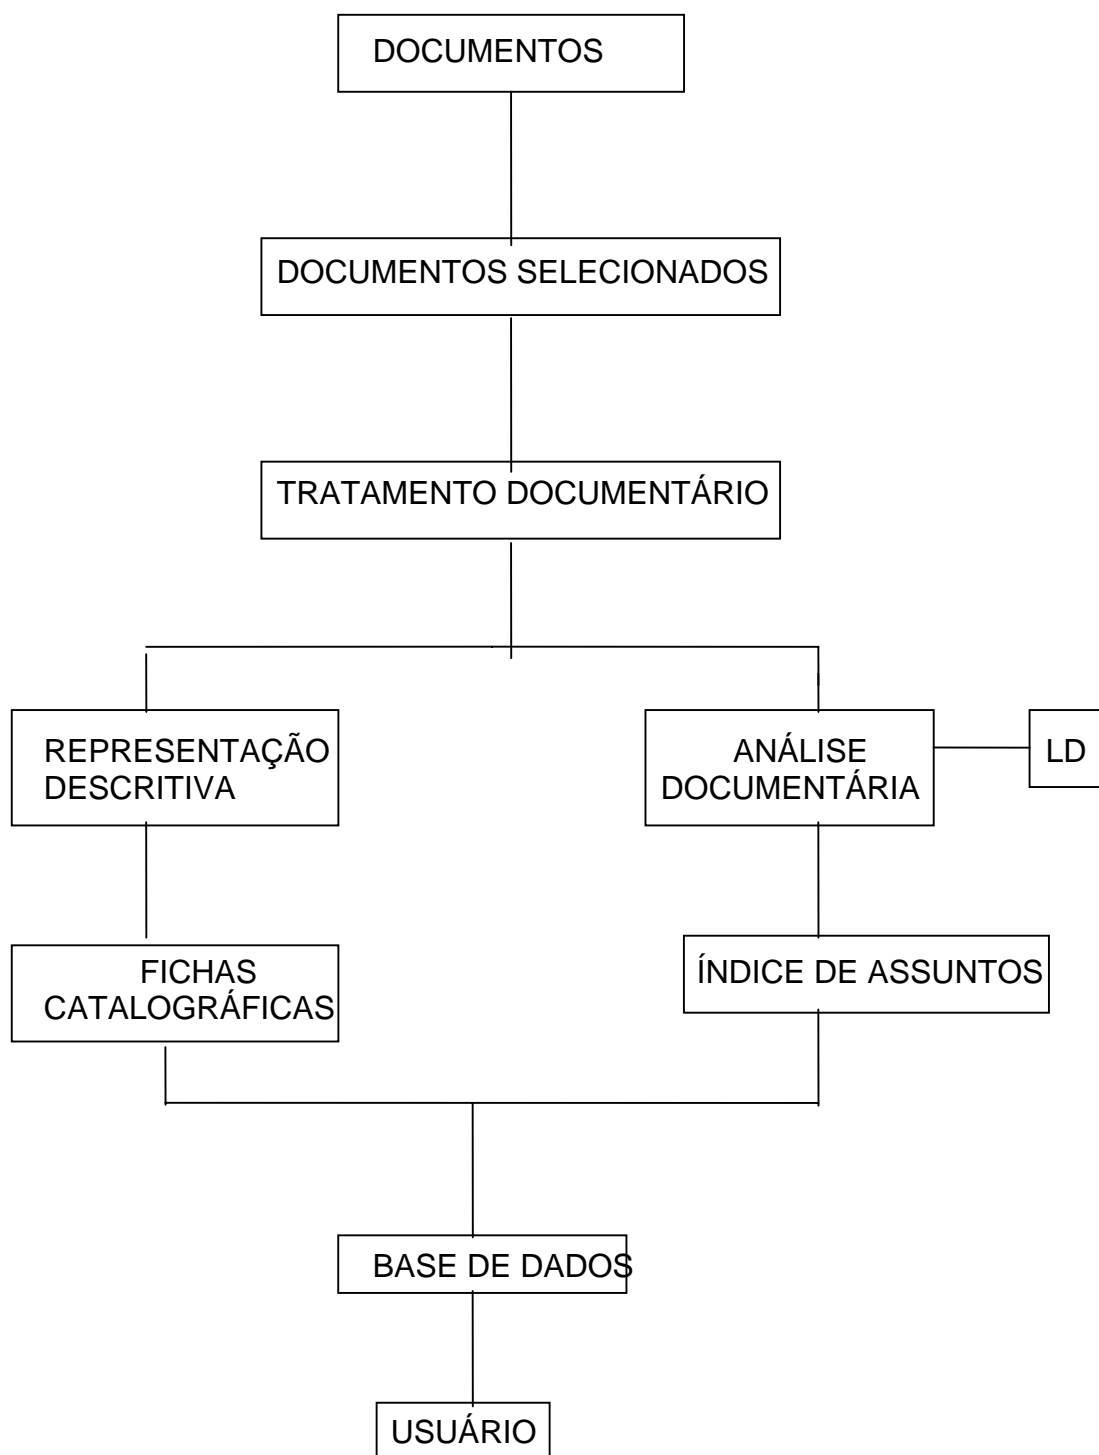 DOCUMENTOS
DOCUMENTOS SELECIONADOS
TRATAMENTO DOCUMENTÁRIO
REPRESENTAÇÃO
DESCRITIVA
ANÁLISE
DOCUMENTÁRIA
LD
FICHAS
CATALOGRÁFICAS
ÍNDICE DE ASSUNTOS
BASE DE DADOS
USUÁRIO